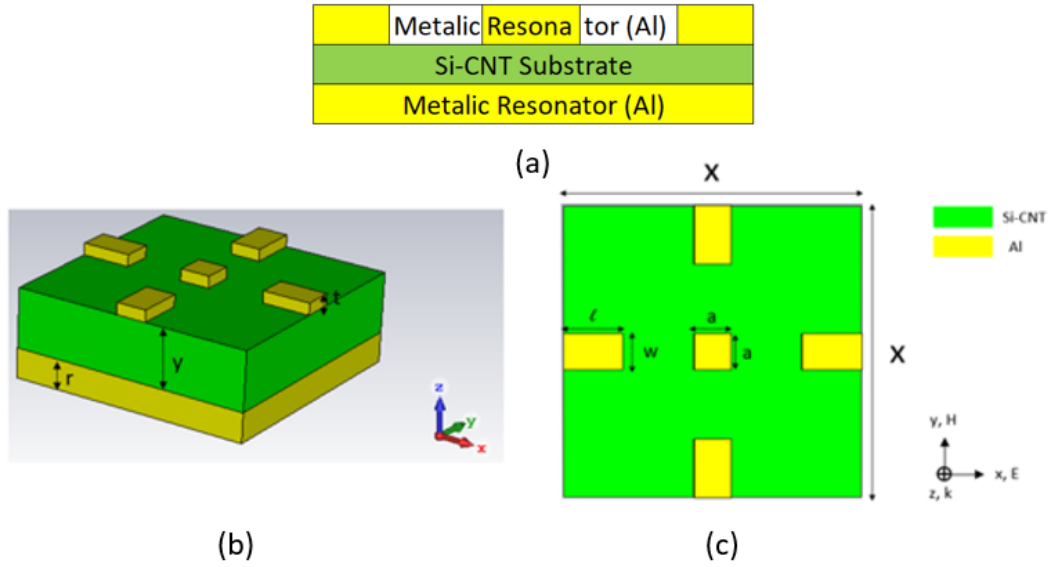 Metalic Resona tor (Al)
Si-CNT Substrate
Metalic Resonator (Al)
(a)
t
y
r
z
y
x
(b)
X
ℓ
a
w
a
X
Si-CNT
Al
y, H
x, E
z, k
(c)